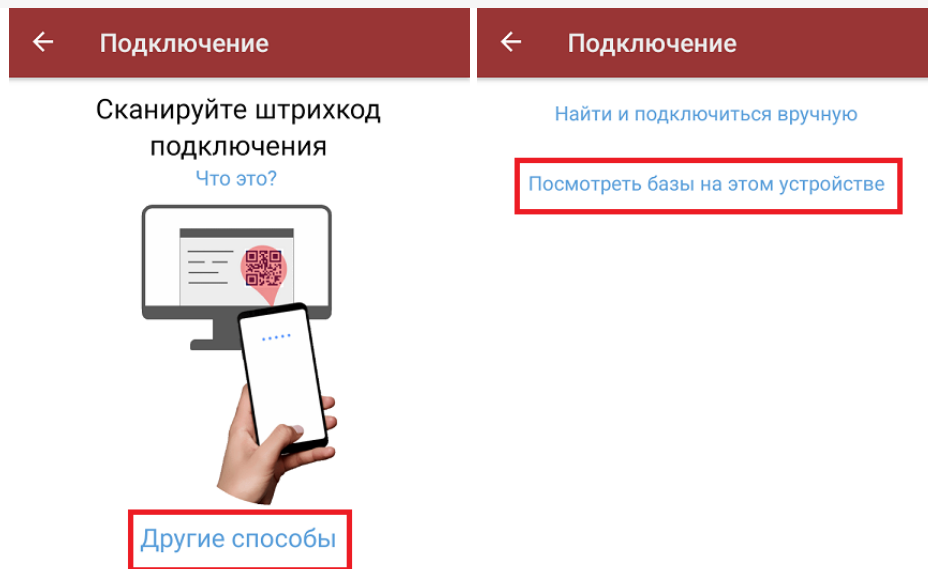 Подключение
Сканируйте штрихкод
подключения
Что это?
Другие способы
Подключение
Найти и подключиться вручную
Посмотреть базы на этом устройстве